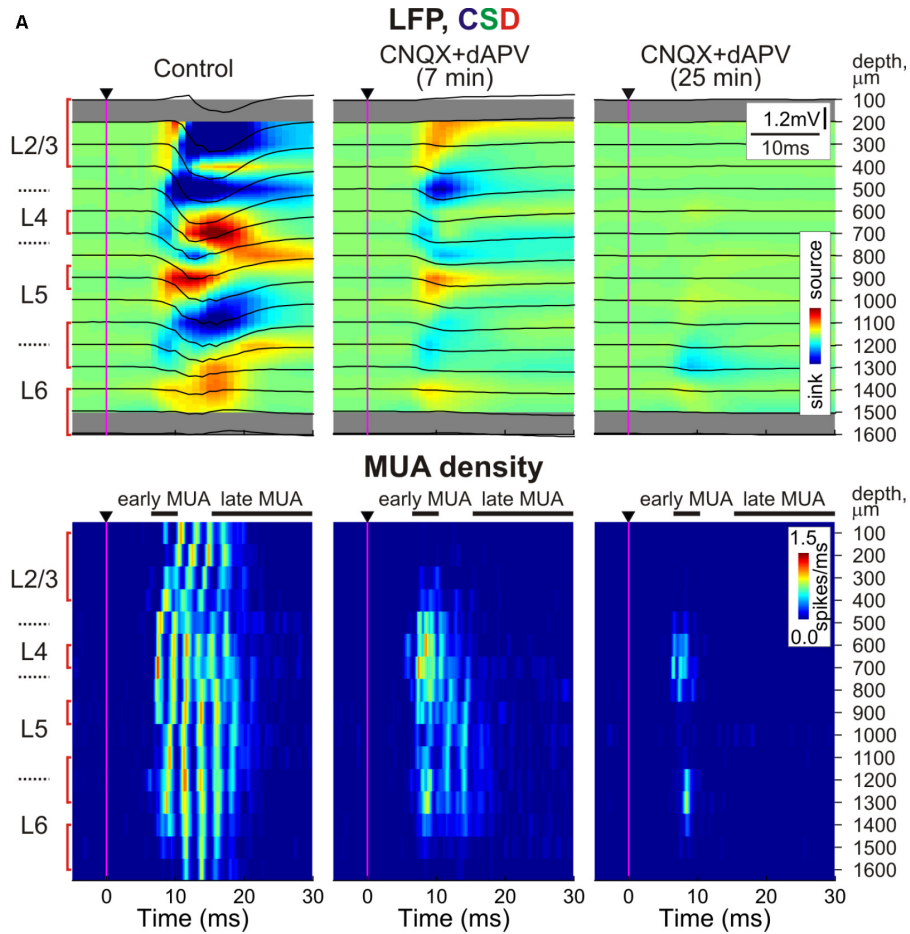 A
LFP, CSD
Control
CNQX+dAPV
(7 min)
CNQX+dAPV
(25 min)
depth,
μm
L2/3
L4
L5
L6
1.2mV
10ms
sink source
100
200
300
400
500
600
700
800
900
1000
1100
1200
1300
1400
1500
1600
0 10 20 30
MUA density
early MUA late MUA
early MUA late MUA
early MUA late MUA
depth,
μm
L2/3
L4
L5
L6
1.5
0.0
spikes/ms
100
200
300
400
500
600
700
800
900
1000
1100
1200
1300
1400
1500
1600
0 10 20 30
0 10 20 30
0 10 20 30
Time (ms)
Time (ms)
Time (ms)